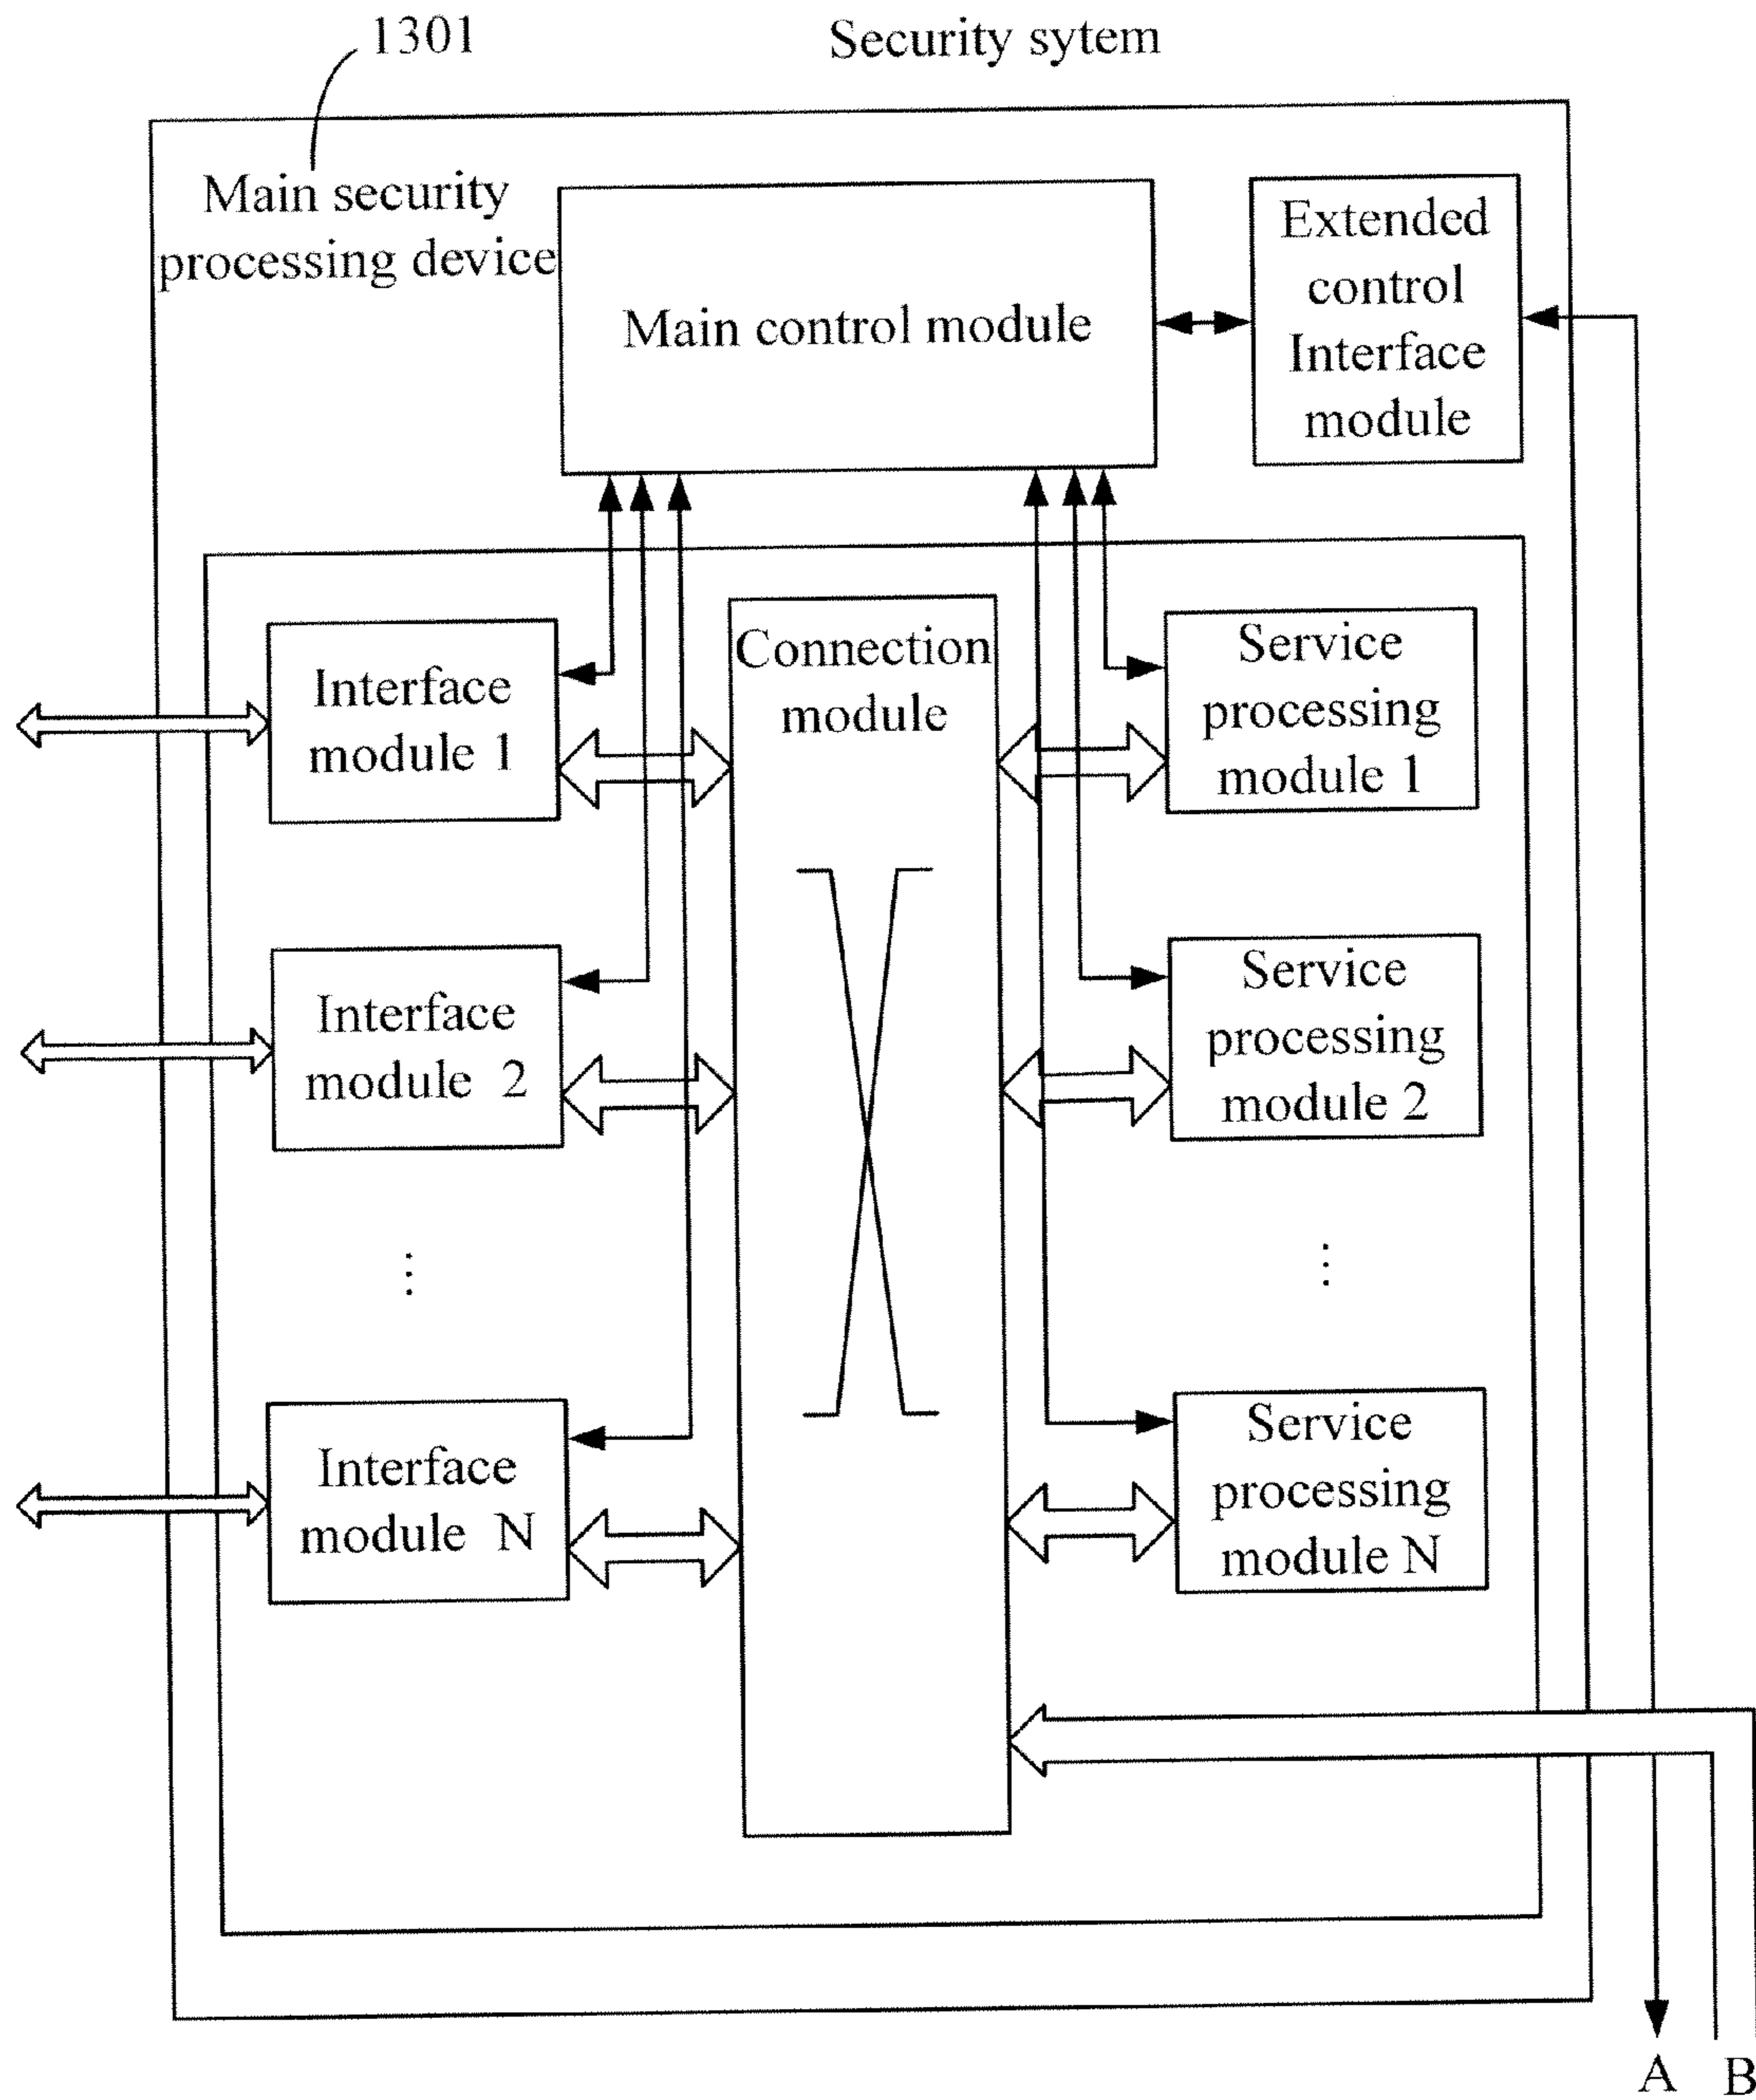 1301
Security sytem
Main security
processing device
Main control module
Extended
control
Interface
module
Interface
module 1
Connection
module
Service
processing
module 1
Interface
module 2
Service
processing
module 2
⋮
⋮
Interface
module N
Service
processing
module N
A
B